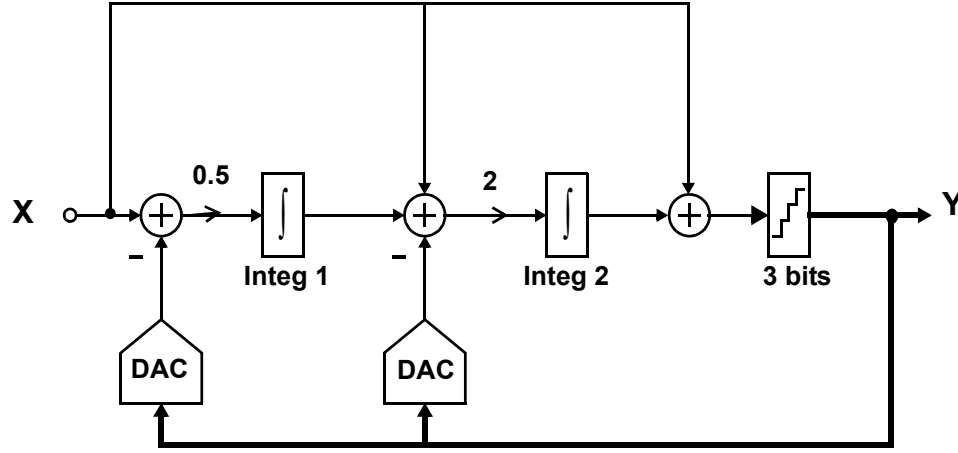 0.5
2
X
Y
Integ 1
Integ 2
3 bits
DAC
DAC